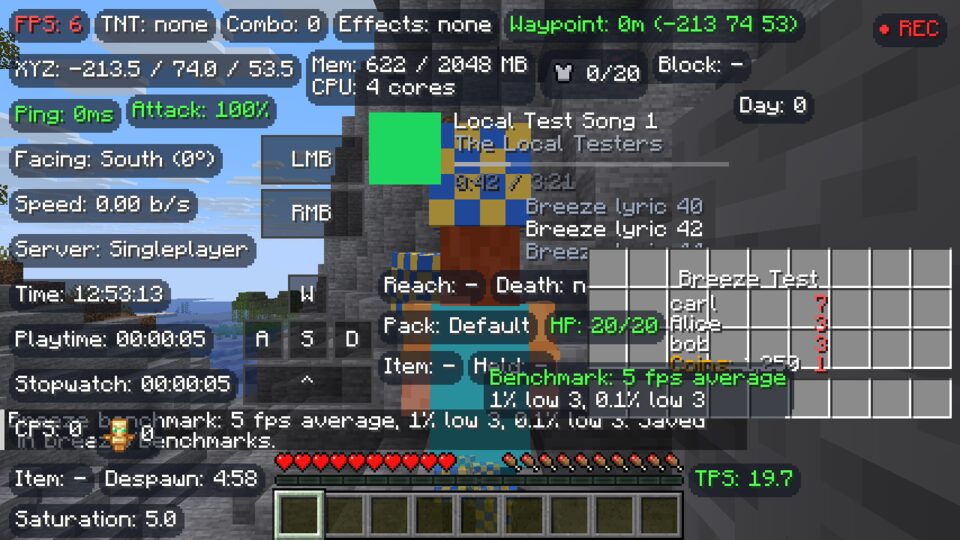 FPS: 6
TNT: none
Combo: 0
Effects: none
Waypoint: 0m (-213 74 53)
REC
XYZ: -213.5 / 74.0 / 53.5
Mem: 622 / 2048 MB
CPU: 4 cores
0/20
Block: -
Ping: 0ms
Attack: 100%
Day: 0
Local Test Song 1
The Local Testers
0:42 / 3:21
Facing: South (0°)
LMB
Speed: 0.00 b/s
RMB
Breeze lyric 40
Breeze lyric 42
Breeze
Server: Singleplayer
Time: 12:53:13
W
Reach: -
Death: n
Breeze Test
carl 7
Alice 3
bob 3
Coins: 1,250 1
Playtime: 00:00:05
A
S
D
Pack: Default
HP: 20/20
Item: -
Stopwatch: 00:00:05
^
Benchmark: 5 fps average
1% low 3, 0.1% low 3
Breeze benchmark: 5 fps average, 1% low 3, 0.1% low 3. Saved
in Breeze benchmarks.
CPS: 0
0
Item: -
Despawn: 4:58
TPS: 19.7
Saturation: 5.0